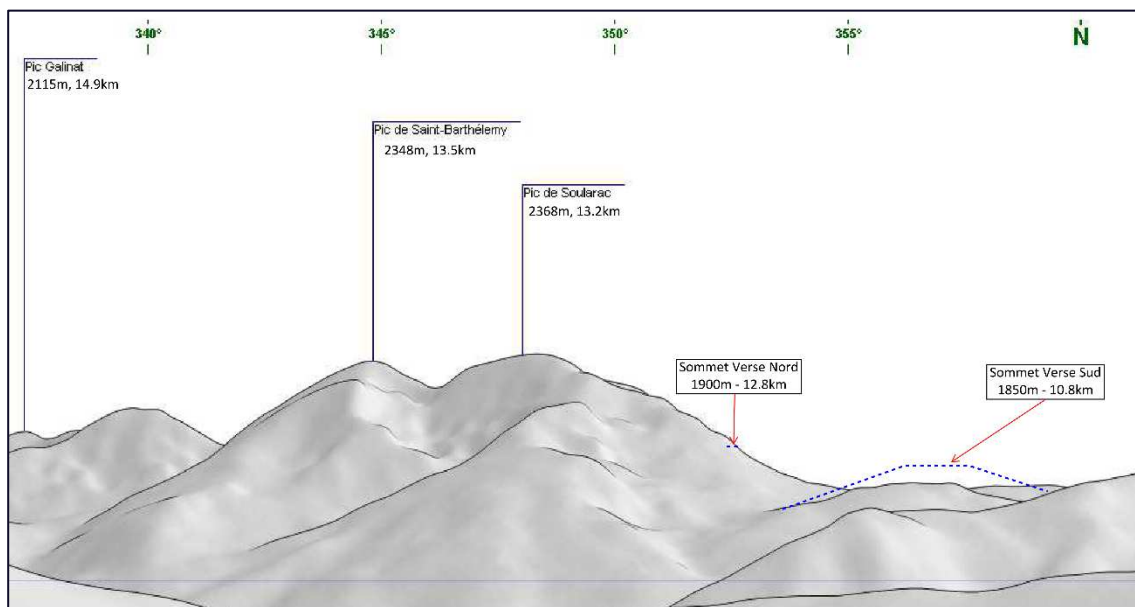 340°
345°
350°
355°
N
Pic Galinat
2115m, 14.9km
Pic de Saint-Barthélemy
2348m, 13.5km
Pic de Soularac
2368m, 13.2km
Sommet Verse Nord
1900m - 12.8km
Sommet Verse Sud
1850m - 10.8km